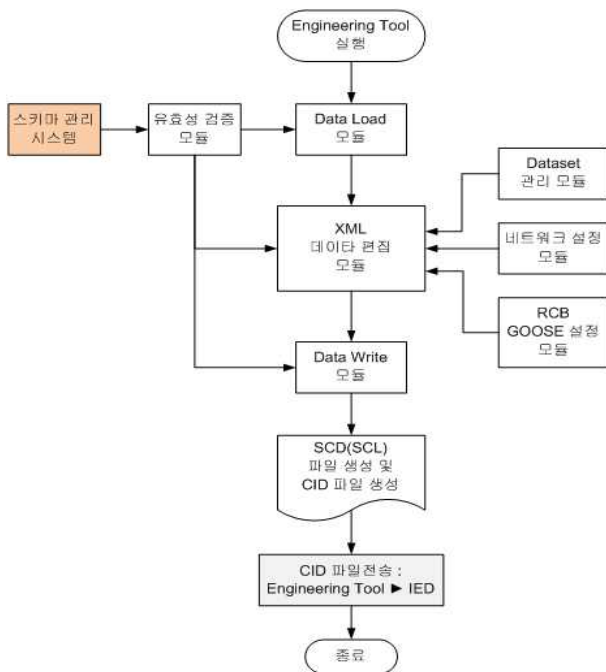 Engineering Tool
실행
스키마 관리
시스템
유효성 검증
모듈
Data Load
모듈
Dataset
관리 모듈
XML
데이타 편집
모듈
네트워크 설정
모듈
RCB
GOOSE 설정
모듈
Data Write
모듈
SCD(SCL)
파일 생성 및
CID 파일 생성
CID 파일전송 :
Engineering Tool ► IED
종료